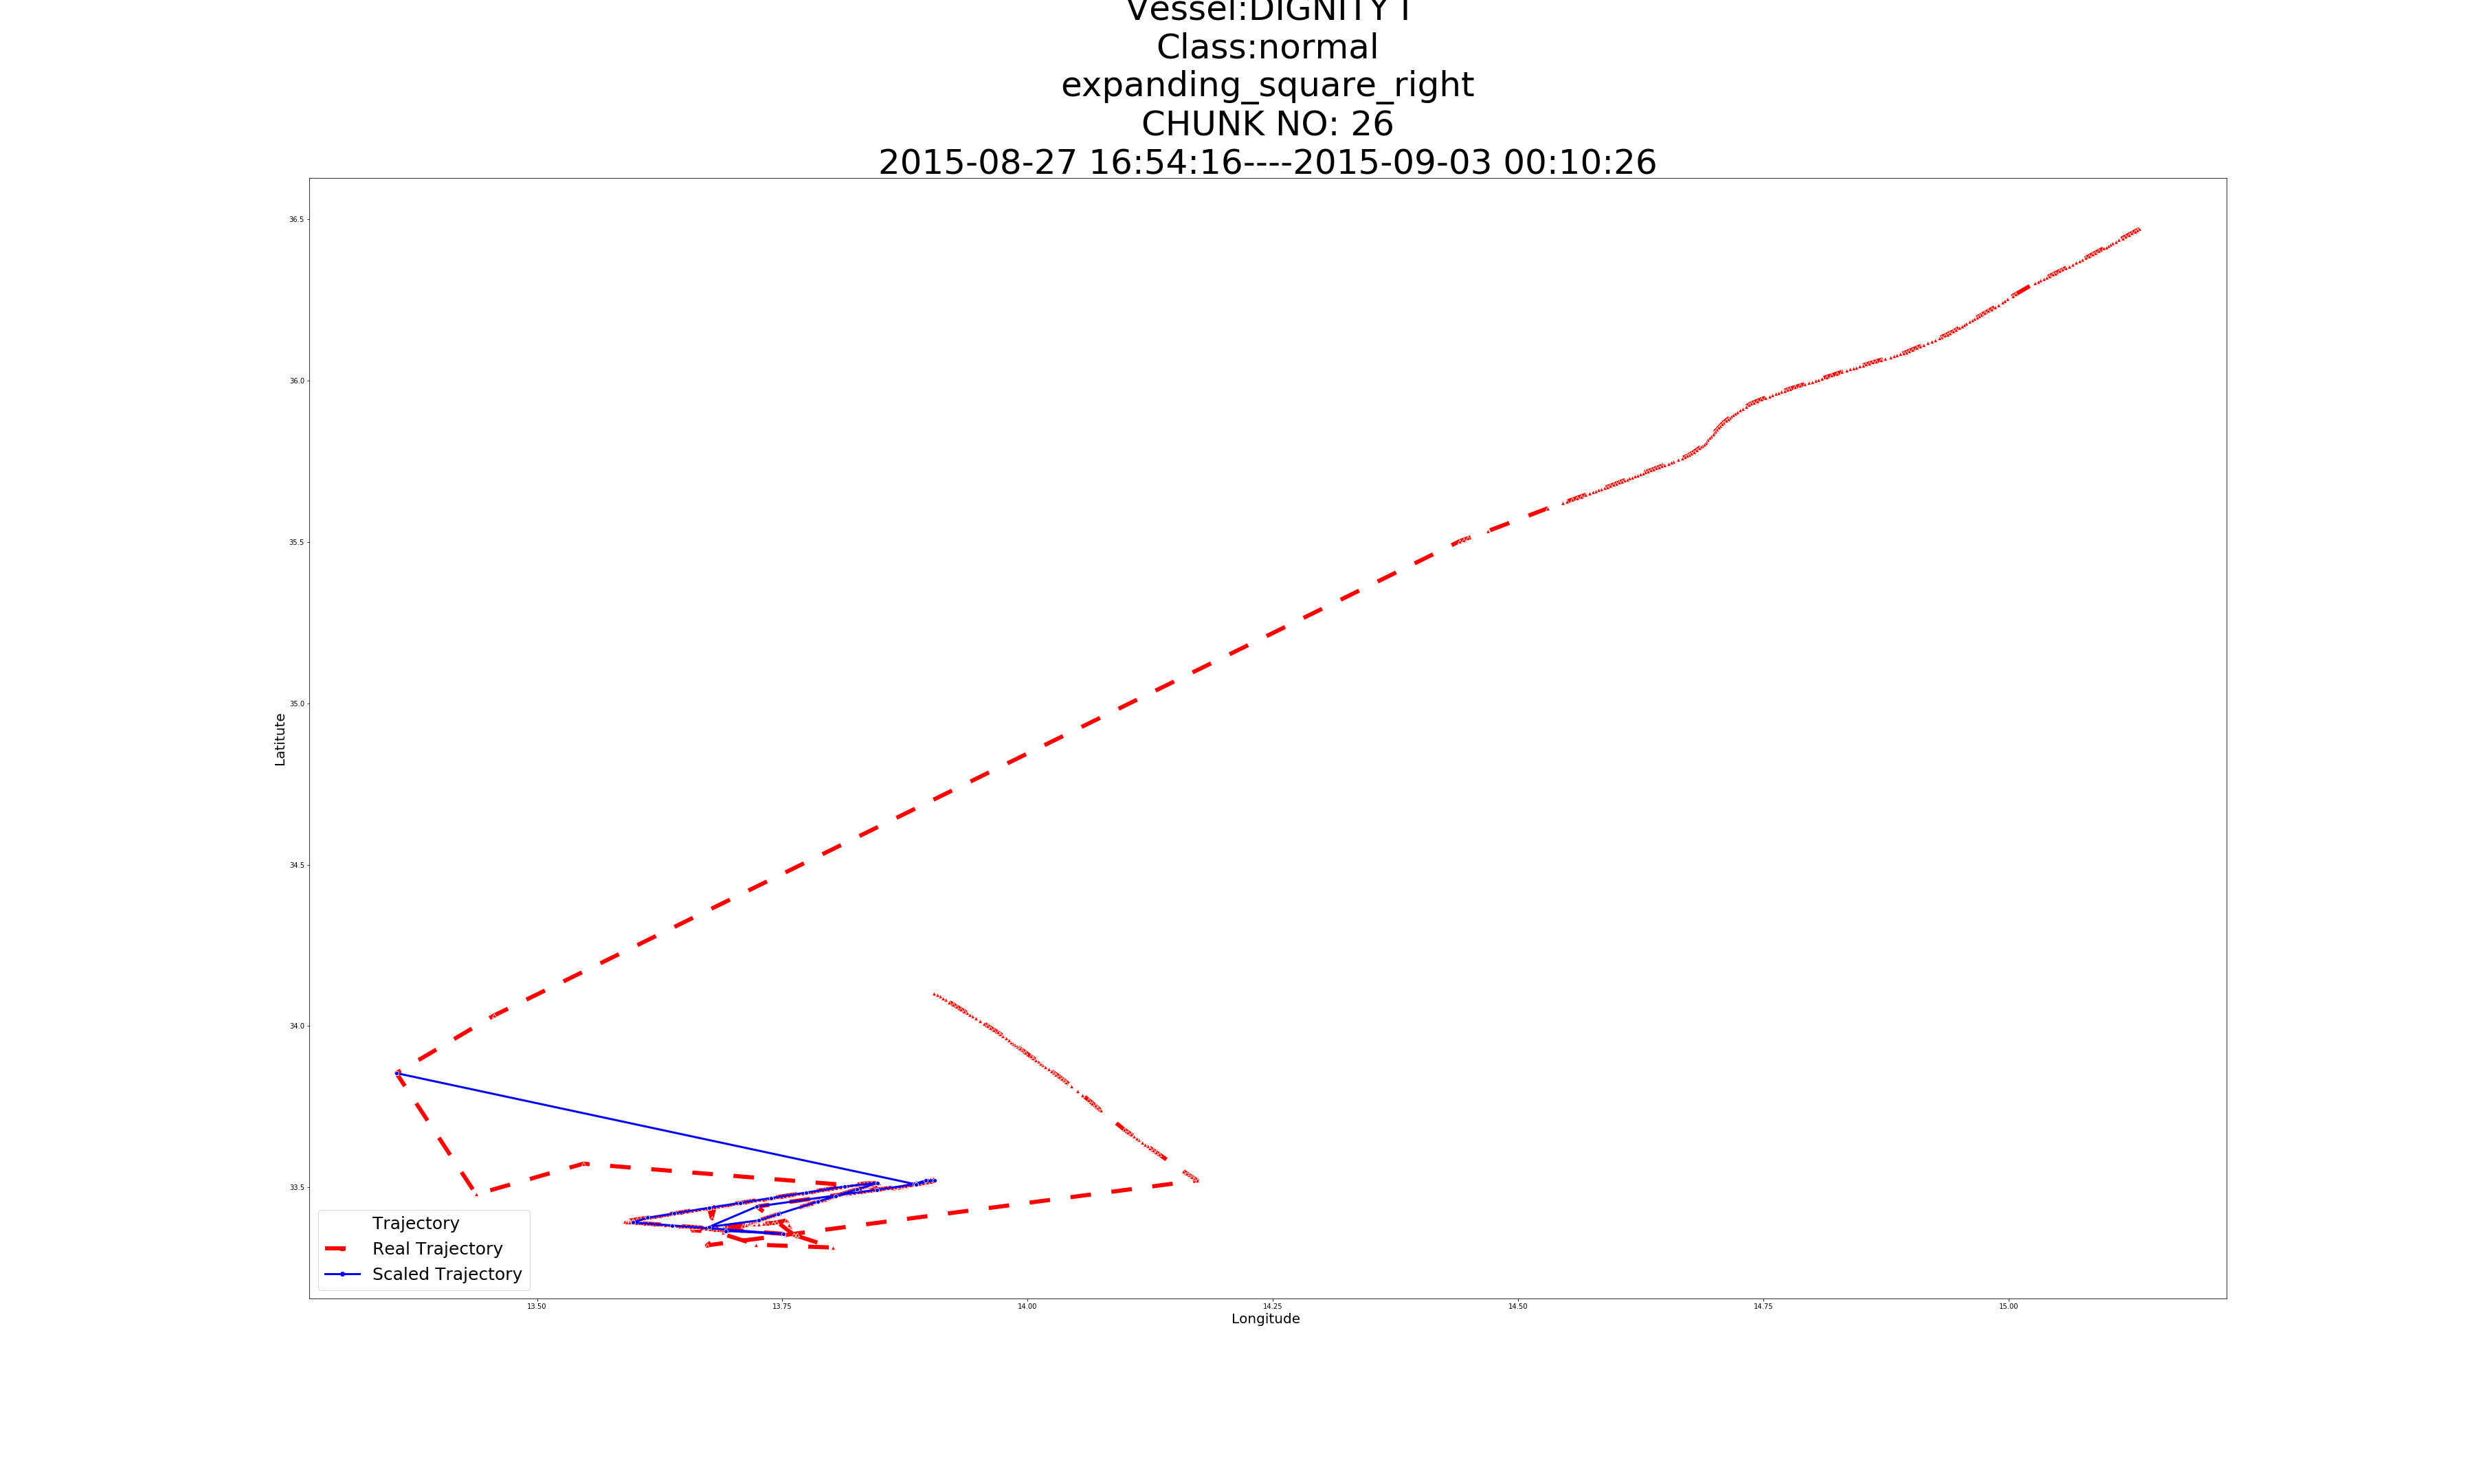 Vessel:DIGNITY I
Class:normal
expanding_square_right
CHUNK NO: 26
2015-08-27 16:54:16----2015-09-03 00:10:26
36.5
36.0
35.5
35.0
34.5
34.0
33.5
Latitute
Trajectory
Real Trajectory
Scaled Trajectory
13.50
13.75
14.00
14.25
14.50
14.75
15.00
Longitude